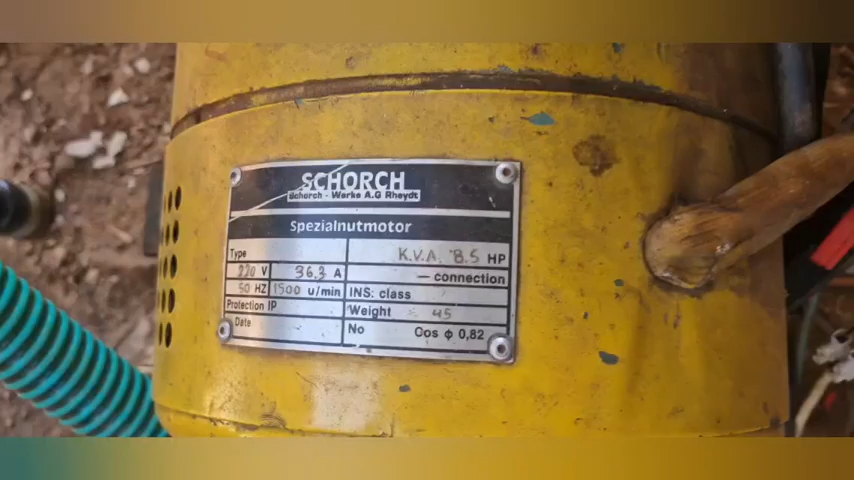 SCHORCH
Schorch - Werke A.G Rheydt
Spezialnutmotor
Type K.V.A. 8.5 HP
220 V 36.3 A — connection
50 HZ 1500 u/min INS: class
Protection IP Weight 45
Date No Cos φ 0,82